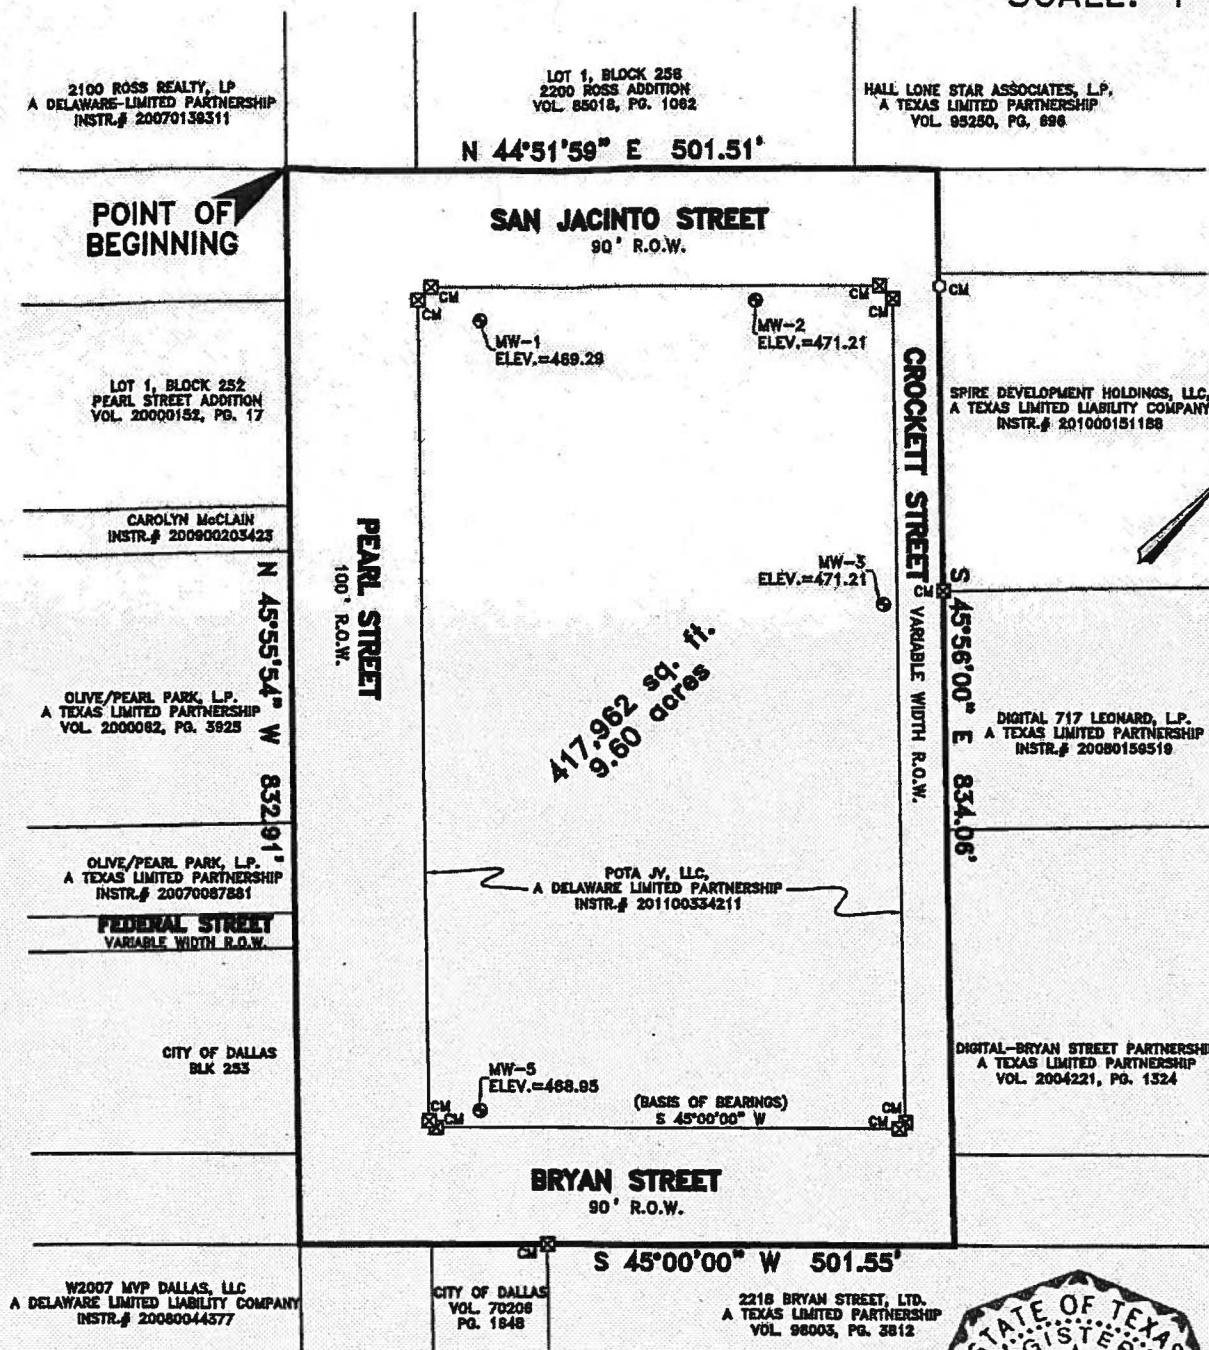 SCALE: 1
2100 ROSS REALTY, LP
A DELAWARE-LIMITED PARTNERSHIP
INSTR.# 20070139311
LOT 1, BLOCK 256
2200 ROSS ADDITION
VOL. 85018, PG. 1062
HALL LONE STAR ASSOCIATES, L.P.
A TEXAS LIMITED PARTNERSHIP
VOL. 95250, PG. 696
N 44°51'59" E 501.51'
POINT OF
BEGINNING
SAN JACINTO STREET
90' R.O.W.
CM
CM
CM
CM
CM
MW-1
ELEV.=469.29
MW-2
ELEV.=471.21
LOT 1, BLOCK 252
PEARL STREET ADDITION
VOL. 20000152, PG. 17
CROCKETT STREET
VARIABLE WIDTH R.O.W.
SPIRE DEVELOPMENT HOLDINGS, LLC,
A TEXAS LIMITED LIABILITY COMPANY
INSTR.# 201000151188
CAROLYN McCLAIN
INSTR.# 200900203423
PEARL STREET
100' R.O.W.
MW-3
ELEV.=471.21
CM
N 45°55'54" W 832.91'
S 45°56'00" E 834.06'
417,962 sq. ft.
9.60 acres
OLIVE/PEARL PARK, L.P.
A TEXAS LIMITED PARTNERSHIP
VOL. 2000062, PG. 3925
DIGITAL 717 LEONARD, L.P.
A TEXAS LIMITED PARTNERSHIP
INSTR.# 20080159519
OLIVE/PEARL PARK, L.P.
A TEXAS LIMITED PARTNERSHIP
INSTR.# 20070087881
POTA JV, LLC,
A DELAWARE LIMITED PARTNERSHIP
INSTR.# 201100334211
FEDERAL STREET
VARIABLE WIDTH R.O.W.
CITY OF DALLAS
BLK 253
DIGITAL-BRYAN STREET PARTNERSHI
A TEXAS LIMITED PARTNERSHIP
VOL. 2004221, PG. 1324
MW-5
ELEV.=468.95
CM
CM
(BASIS OF BEARINGS)
S 45°00'00" W
CM
CM
BRYAN STREET
90' R.O.W.
CM
S 45°00'00" W 501.55'
W2007 MVP DALLAS, LLC
A DELAWARE LIMITED LIABILITY COMPANY
INSTR.# 20080044377
CITY OF DALLAS
VOL. 70206
PG. 1848
2218 BRYAN STREET, LTD.
A TEXAS LIMITED PARTNERSHIP
VOL. 98003, PG. 3812
STATE OF TEXAS
GISTER